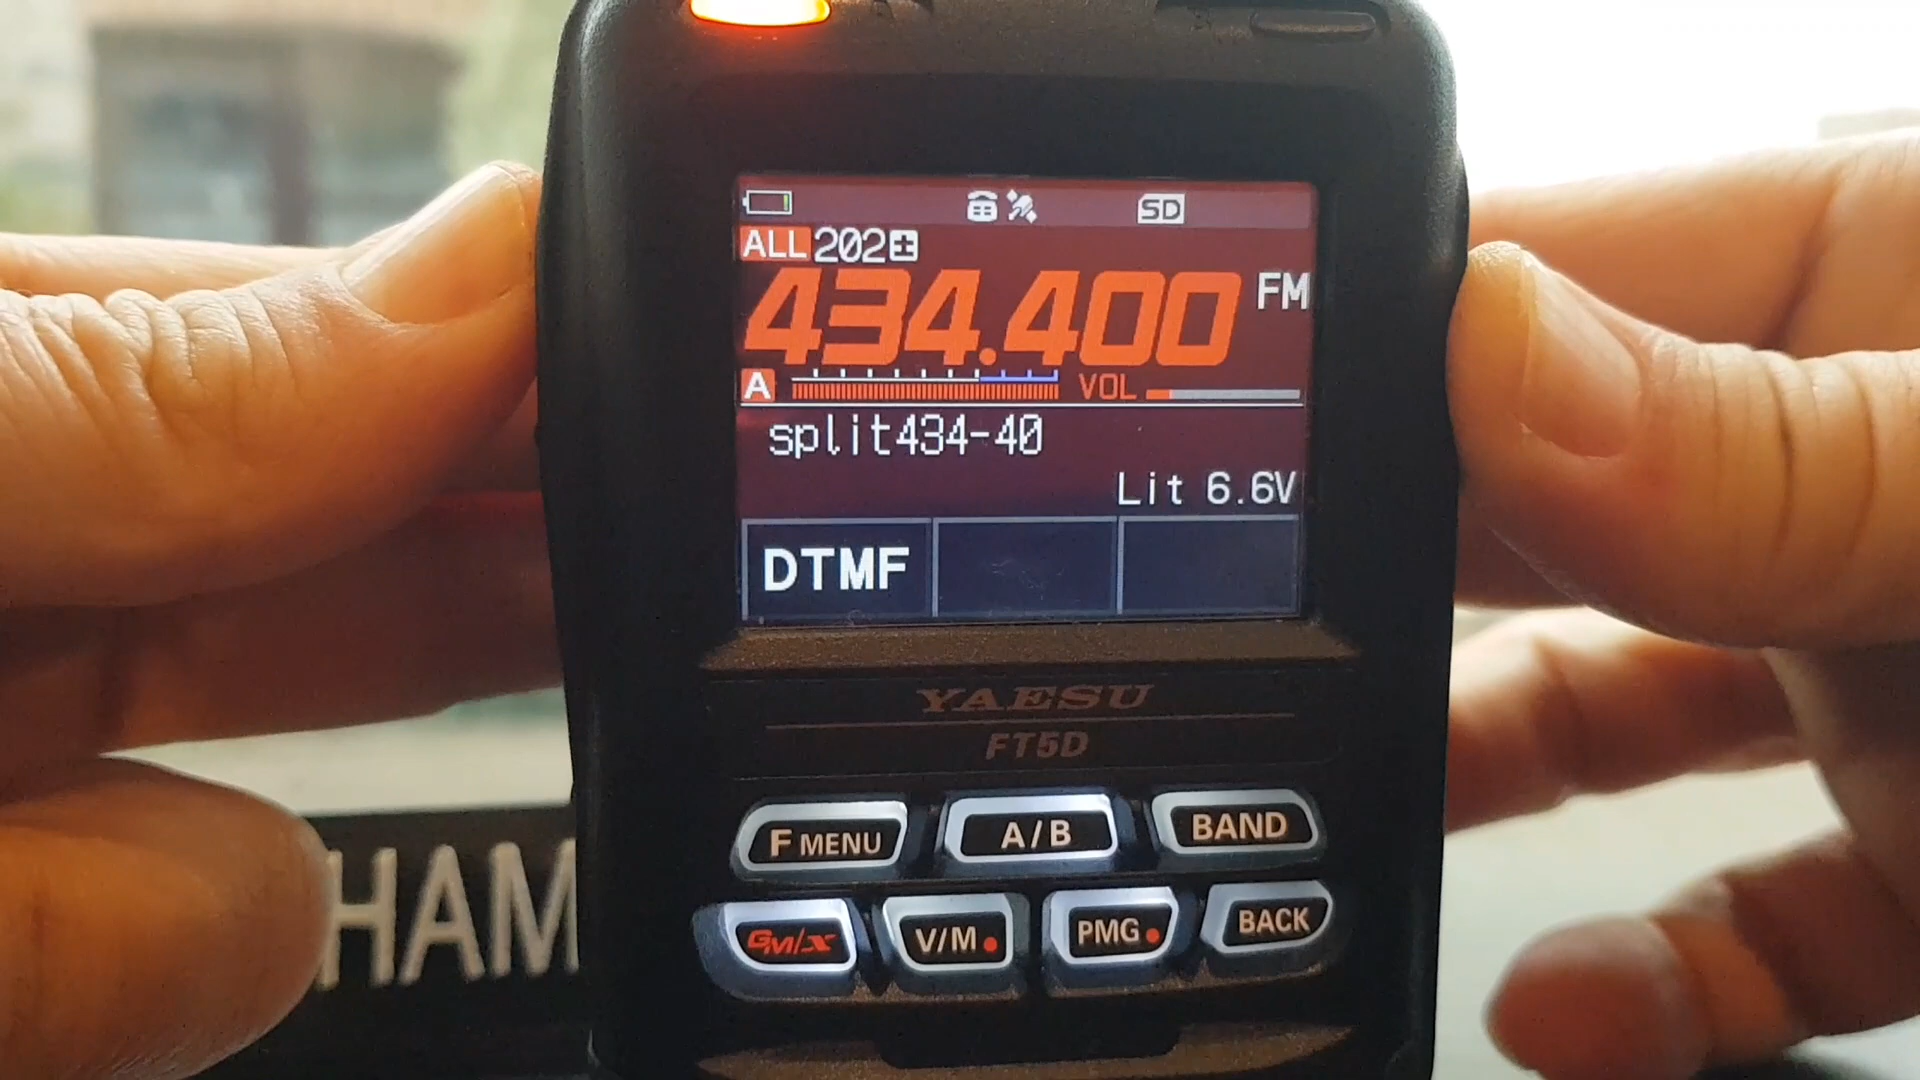 SD
ALL 202±
434.400 FM
A VOL
split434-40
Lit 6.6V
DTMF
YAESU
FT5D
F MENU A/B BAND
GM/X V/M PMG BACK
HAM